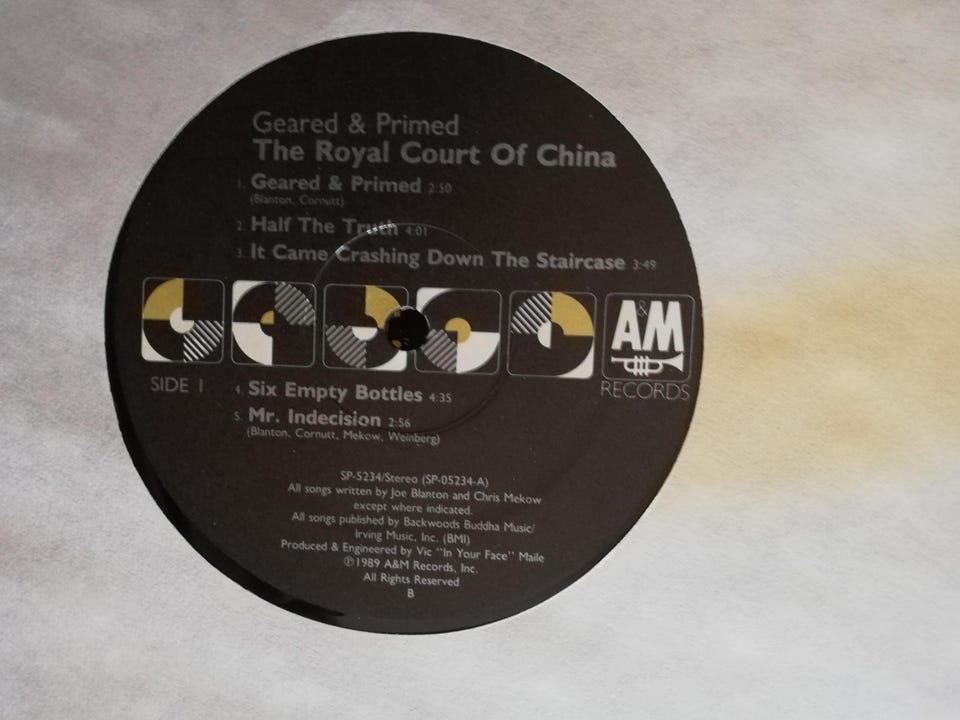 Geared & Primed
The Royal Court Of China
1. Geared & Primed 2:50
(Blanton, Cornutt)
2. Half The Truth 4:01
3. It Came Crashing Down The Staircase 3:49
A&M
RECORDS
SIDE 1
4. Six Empty Bottles 4:35
5. Mr. Indecision 2:56
(Blanton, Cornutt, Mekow, Weinberg)
SP-5234/Stereo (SP-05234-A)
All songs written by Joe Blanton and Chris Mekow
except where indicated.
All songs published by Backwoods Buddha Music/
Irving Music, Inc. (BMI)
Produced & Engineered by Vic "In Your Face" Maile
℗1989 A&M Records, Inc.
All Rights Reserved
B